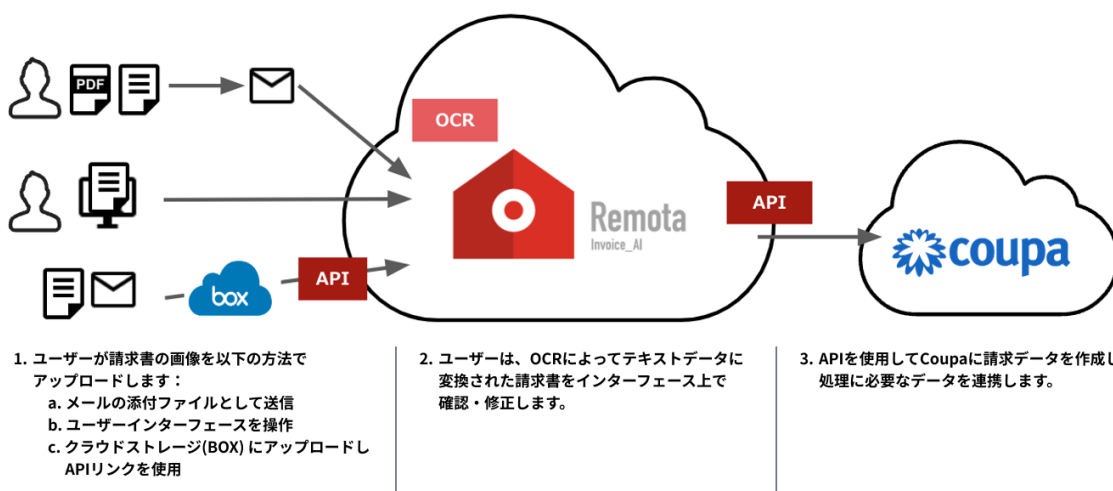 PDF
OCR
Remota
Invoice_AI
API
coupa
box
API
1. ユーザーが請求書の画像を以下の方法で
アップロードします：
a. メールの添付ファイルとして送信
b. ユーザーインターフェースを操作
c. クラウドストレージ(BOX) にアップロードし
APIリンクを使用
2. ユーザーは、OCRによってテキストデータに
変換された請求書をインターフェース上で
確認・修正します。
3. APIを使用してCoupaに請求データを作成し
処理に必要なデータを連携します。